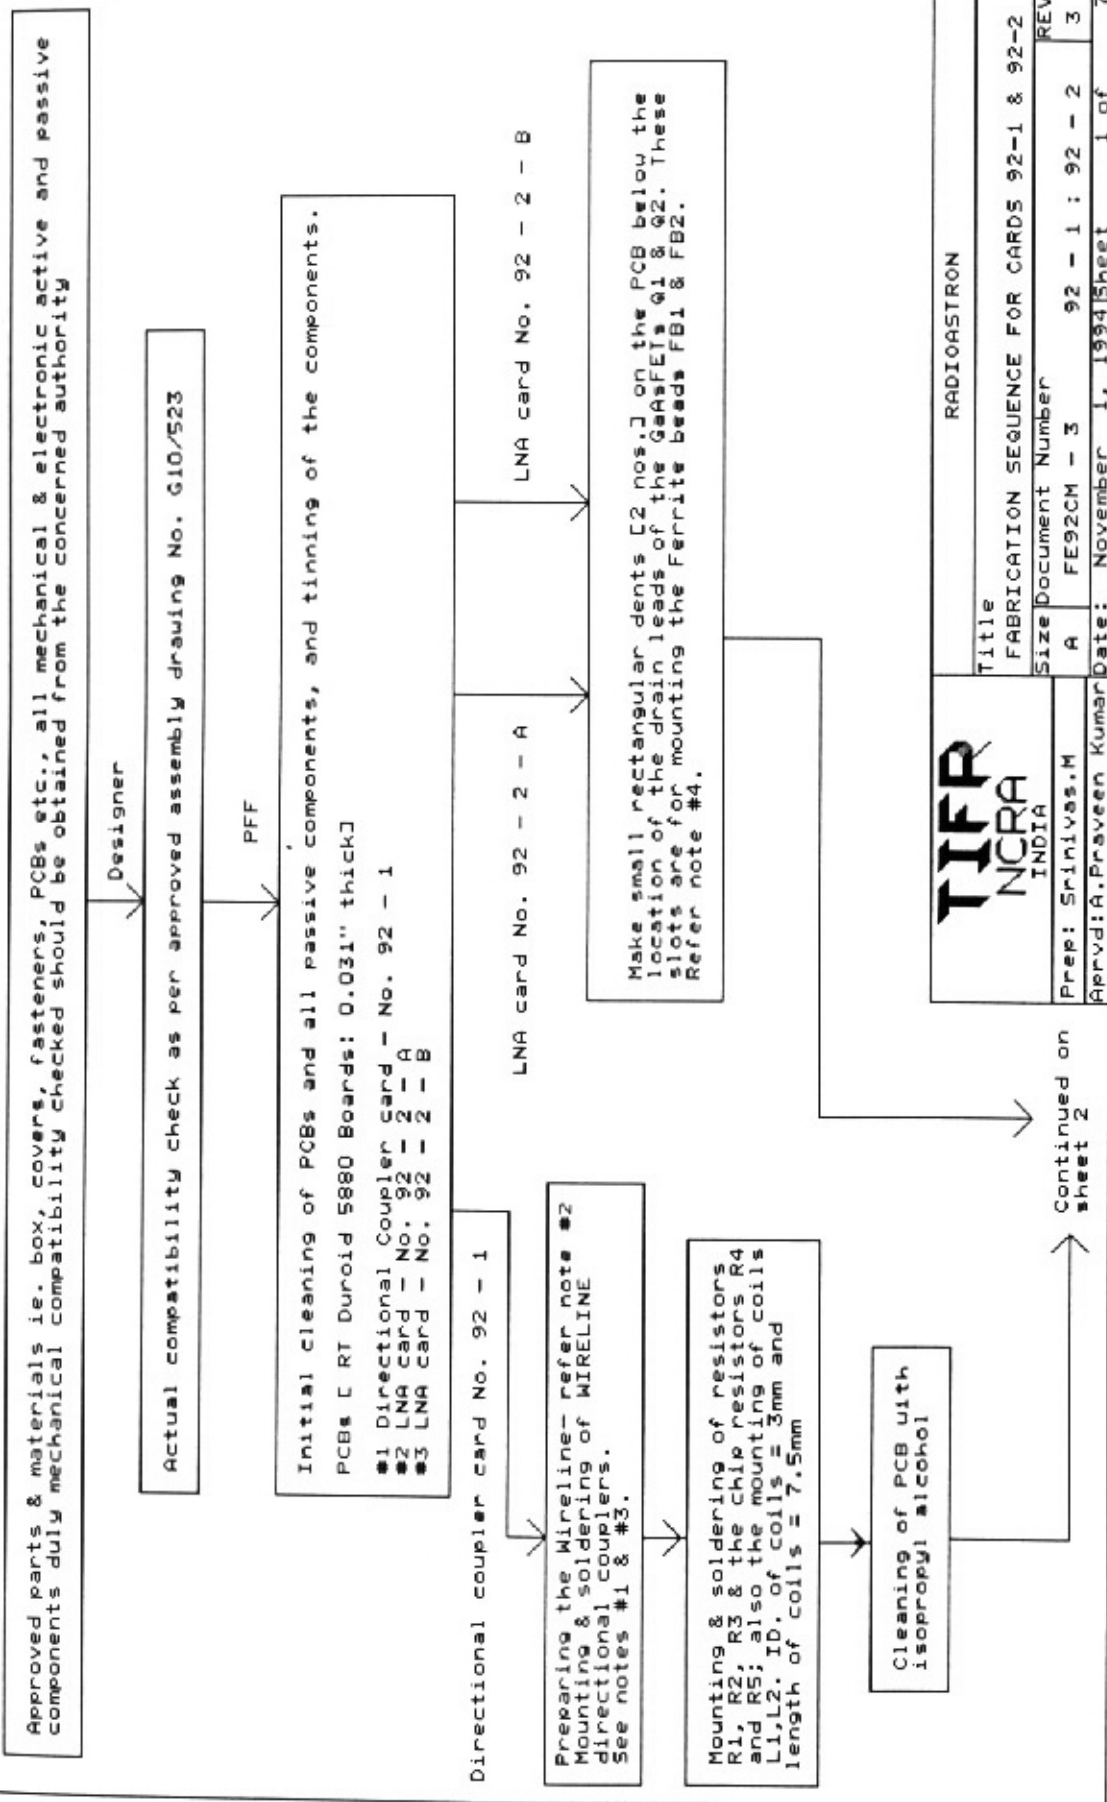 Approved parts & materials ie. box, covers, fasteners, PCBs etc., all mechanical & electronic active and passive
components duly mechanical compatibility checked should be obtained from the concerned authority
Designer
Actual compatibility check as per approved assembly drawing No. G10/523
PFF
Initial cleaning of PCBs and all passive components, and tinning of the components.
PCBs [ RT Duroid 5880 Boards: 0.031" thick]
#1 Directional Coupler card - No. 92 - 1
#2 LNA card - No. 92 - 2 - A
#3 LNA card - No. 92 - 2 - B
Directional coupler card No. 92 - 1
LNA card No. 92 - 2 - A
LNA card No. 92 - 2 - B
Preparing the Wireline- refer note #2
Mounting & soldering of WIRELINE
directional couplers.
See notes #1 & #3.
Make small rectangular dents [2 nos.] on the PCB below the
location of the drain leads of the GaAsFETs Q1 & Q2. These
slots are for mounting the Ferrite beads FB1 & FB2.
Refer note #4.
Mounting & soldering of resistors
R1, R2, R3 & the chip resistors R4
and R5; also the mounting of coils
L1,L2. ID. of coils = 3mm and
length of coils = 7.5mm
Cleaning of PCB with
isopropyl alcohol
Continued on
sheet 2
TIFR
NCRA
INDIA
Prep: Srinivas.M
Aprvd:A.Praveen Kumar
RADIOASTRON
Title
FABRICATION SEQUENCE FOR CARDS 92-1 & 92-2
Size Document Number REV
A FE92CM - 3 92 - 1 : 92 - 2 3
Date: November 1, 1994 Sheet 1 of